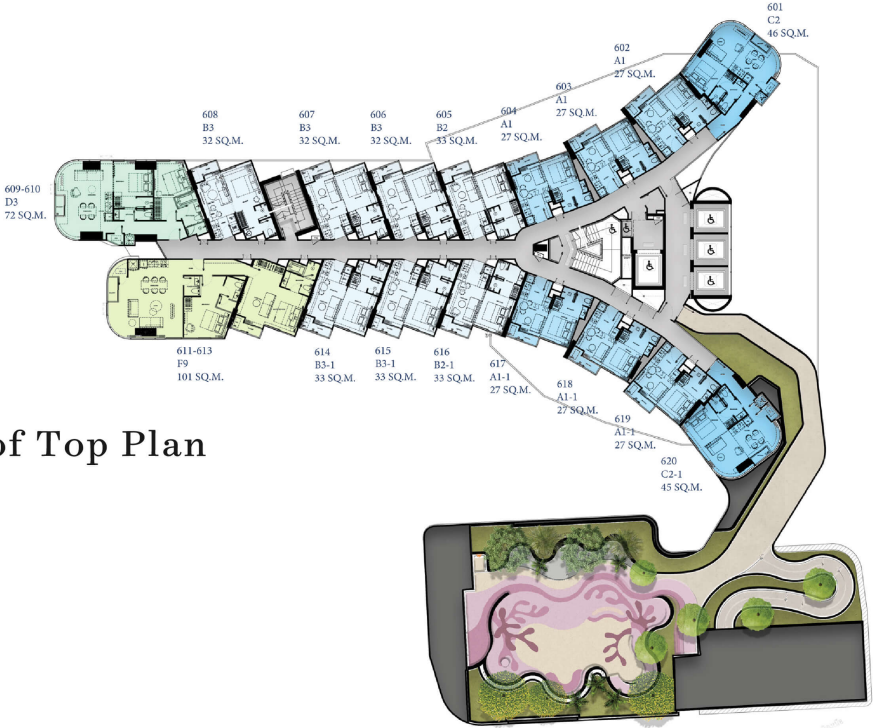 601
C2
46 SQ.M.
602
A1
27 SQ.M.
603
A1
27 SQ.M.
604
A1
27 SQ.M.
605
B2
33 SQ.M.
606
B3
32 SQ.M.
607
B3
32 SQ.M.
608
B3
32 SQ.M.
609-610
D3
72 SQ.M.
611-613
F9
101 SQ.M.
614
B3-1
33 SQ.M.
615
B3-1
33 SQ.M.
616
B2-1
33 SQ.M.
617
A1-1
27 SQ.M.
618
A1-1
27 SQ.M.
619
A1-1
27 SQ.M.
620
C2-1
45 SQ.M.
of Top Plan